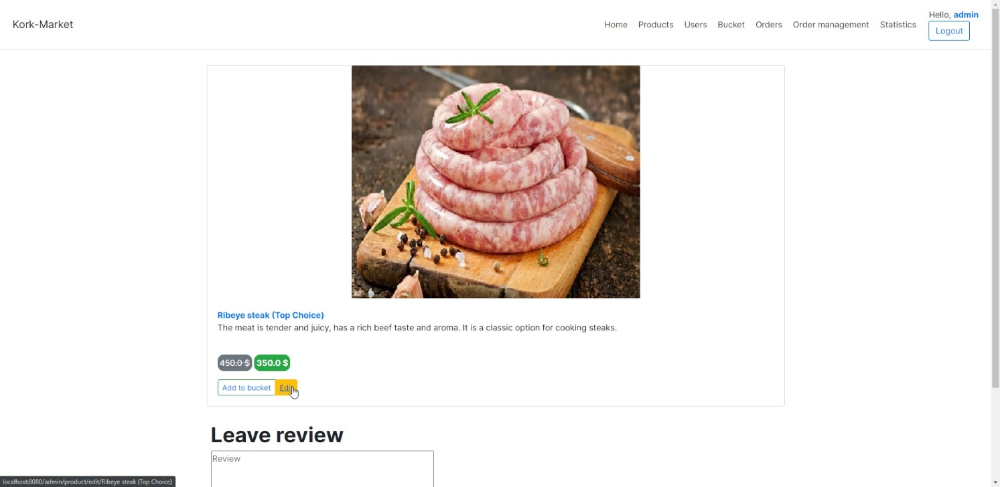 Kork-Market
Home Products Users Bucket Orders Order management Statistics
Hello, admin
Logout
Ribeye steak (Top Choice)
The meat is tender and juicy, has a rich beef taste and aroma. It is a classic option for cooking steaks.
450.0 $ 350.0 $
Add to bucket Edit
Leave review
Review
localhost:8080/admin/product/edit/Ribeye steak (Top Choice)